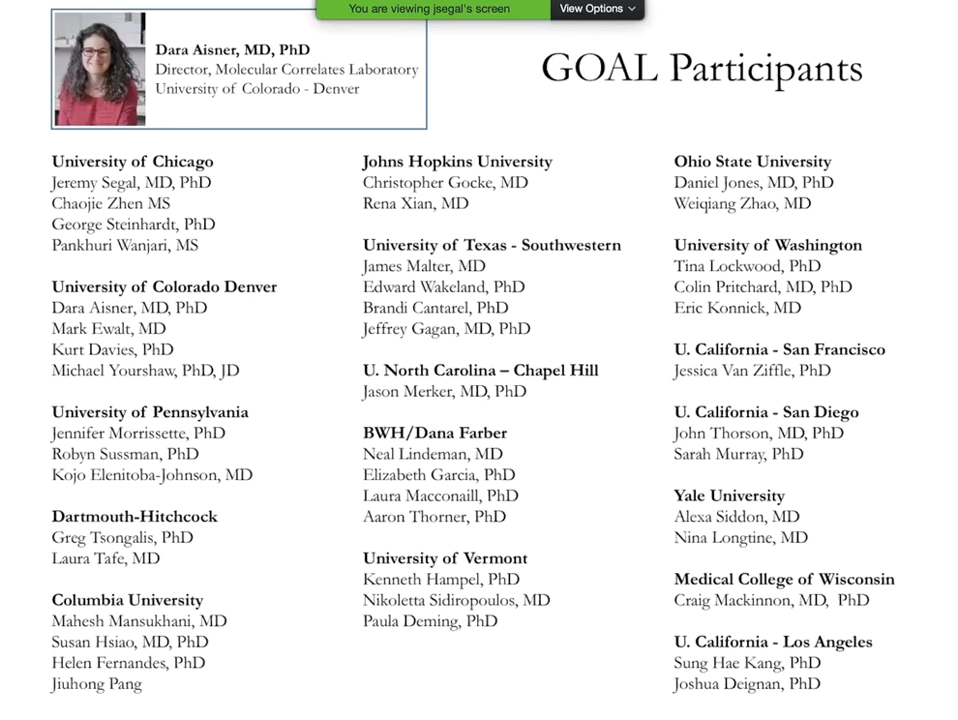 You are viewing jsegal's screen
View Options
Dara Aisner, MD, PhD
Director, Molecular Correlates Laboratory
University of Colorado - Denver
GOAL Participants
University of Chicago
Jeremy Segal, MD, PhD
Chaojie Zhen MS
George Steinhardt, PhD
Pankhuri Wanjari, MS
University of Colorado Denver
Dara Aisner, MD, PhD
Mark Ewalt, MD
Kurt Davies, PhD
Michael Yourshaw, PhD, JD
University of Pennsylvania
Jennifer Morrissette, PhD
Robyn Sussman, PhD
Kojo Elenitoba-Johnson, MD
Dartmouth-Hitchcock
Greg Tsongalis, PhD
Laura Tafe, MD
Columbia University
Mahesh Mansukhani, MD
Susan Hsiao, MD, PhD
Helen Fernandes, PhD
Jiuhong Pang
Johns Hopkins University
Christopher Gocke, MD
Rena Xian, MD
University of Texas - Southwestern
James Malter, MD
Edward Wakeland, PhD
Brandi Cantarel, PhD
Jeffrey Gagan, MD, PhD
U. North Carolina – Chapel Hill
Jason Merker, MD, PhD
BWH/Dana Farber
Neal Lindeman, MD
Elizabeth Garcia, PhD
Laura Macconaill, PhD
Aaron Thorner, PhD
University of Vermont
Kenneth Hampel, PhD
Nikoletta Sidiropoulos, MD
Paula Deming, PhD
Ohio State University
Daniel Jones, MD, PhD
Weiqiang Zhao, MD
University of Washington
Tina Lockwood, PhD
Colin Pritchard, MD, PhD
Eric Konnick, MD
U. California - San Francisco
Jessica Van Ziffle, PhD
U. California - San Diego
John Thorson, MD, PhD
Sarah Murray, PhD
Yale University
Alexa Siddon, MD
Nina Longtine, MD
Medical College of Wisconsin
Craig Mackinnon, MD, PhD
U. California - Los Angeles
Sung Hae Kang, PhD
Joshua Deignan, PhD